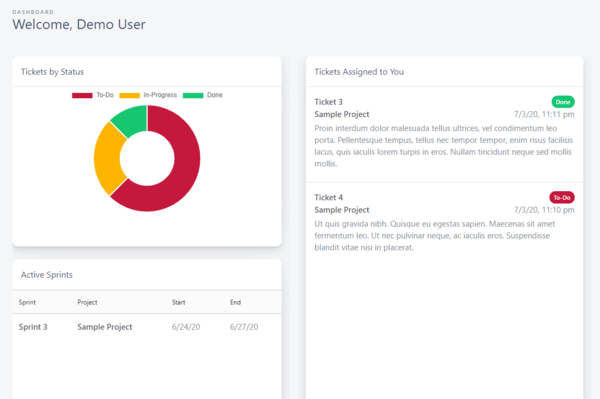 DASHBOARD
Welcome, Demo User
Tickets by Status
To-Do In-Progress Done
Active Sprints
Sprint Project Start End
Sprint 3 Sample Project 6/24/20 6/27/20
Tickets Assigned to You
Ticket 3 Done
Sample Project 7/3/20, 11:11 pm
Proin interdum dolor malesuada tellus ultrices, vel condimentum leo
porta. Pellentesque tempus, tellus nec tempor tempor, enim risus facilisis
lacus, quis iaculis lorem turpis in eros. Nullam tincidunt neque sed mollis
mollis.
Ticket 4 To-Do
Sample Project 7/3/20, 11:10 pm
Ut quis gravida nibh. Quisque eu egestas sapien. Maecenas sit amet
fermentum leo. Ut nec pulvinar neque, ac iaculis eros. Suspendisse
blandit vitae nisi in placerat.